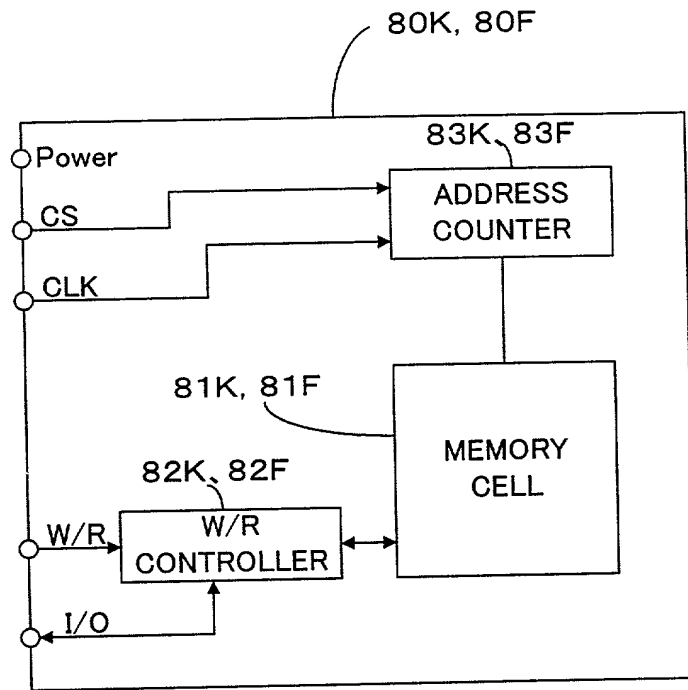 80K, 80F
83K、83F
Power
ADDRESS
COUNTER
CS
CLK
81K, 81F
MEMORY
CELL
82K、82F
W/R
W/R
CONTROLLER
I/O